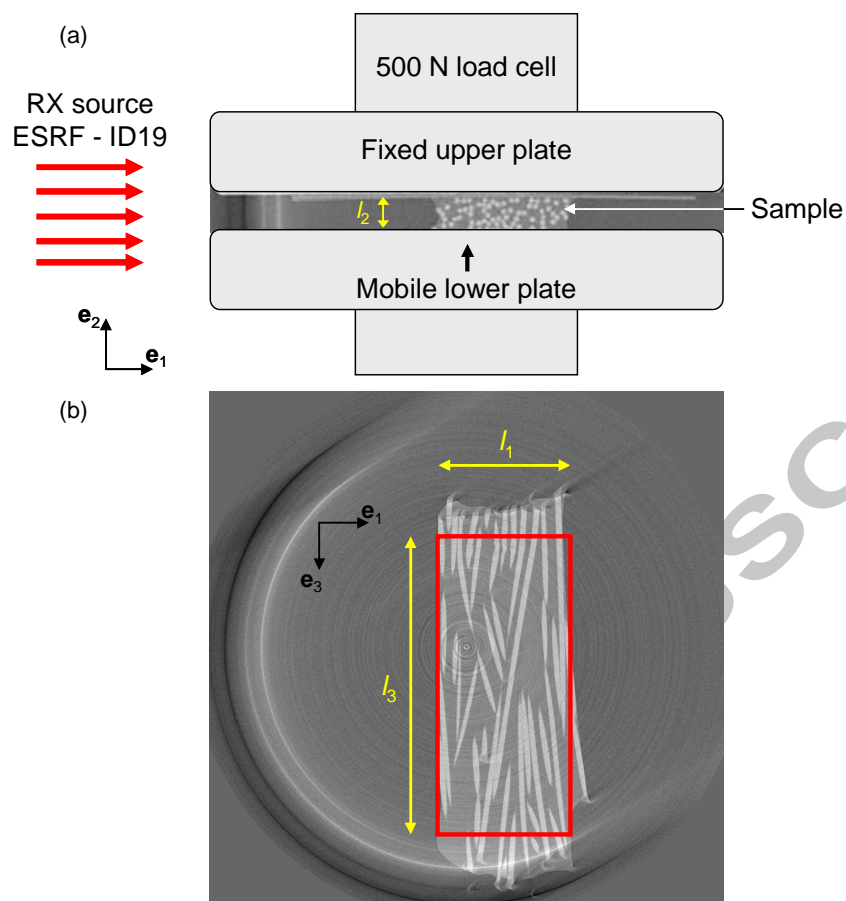 (a)
500 N load cell
RX source
ESRF - ID19
Fixed upper plate
l2
Sample
Mobile lower plate
e2
e1
(b)
l1
e1
e3
l3
sc